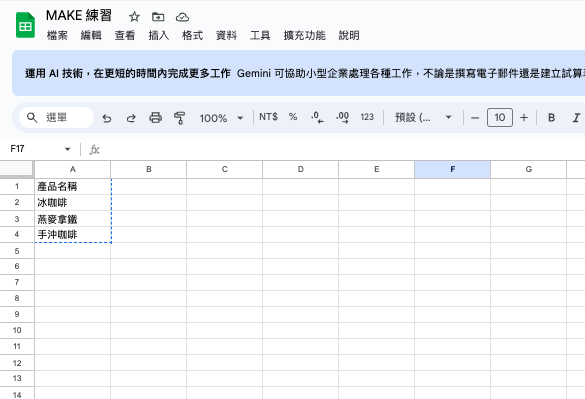 MAKE 練習
檔案 編輯 查看 插入 格式 資料 工具 擴充功能 說明
運用 AI 技術，在更短的時間內完成更多工作 Gemini 可協助小型企業處理各種工作，不論是撰寫電子郵件還是建立試算
選單 100% NT$ % .0 .00 123 預設 (... 10 B I
F17 fx
A B C D E F G
1 產品名稱
2 冰咖啡
3 燕麥拿鐵
4 手沖咖啡
5
6
7
8
9
10
11
12
13
14